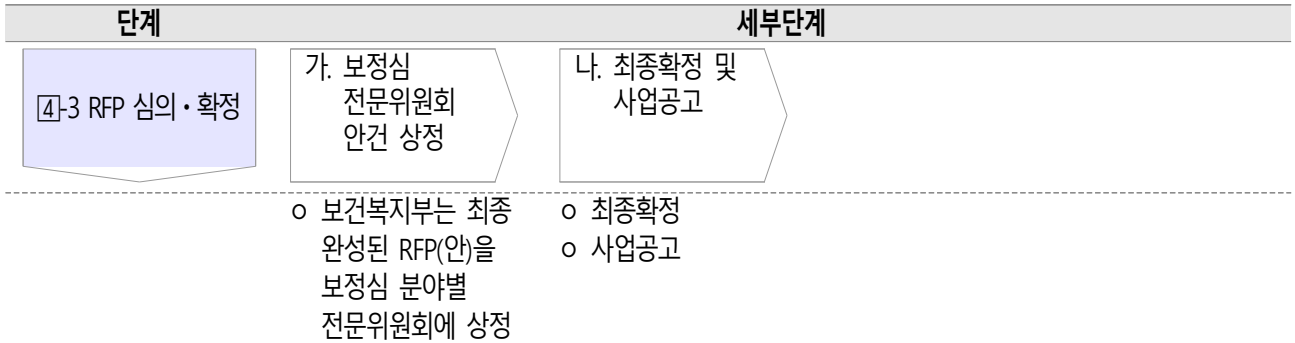 단계 세부단계
4-3 RFP 심의・확정
가. 보정심
전문위원회
안건 상정
나. 최종확정 및
사업공고
ㅇ 보건복지부는 최종
완성된 RFP(안)을
보정심 분야별
전문위원회에 상정
ㅇ 최종확정
ㅇ 사업공고